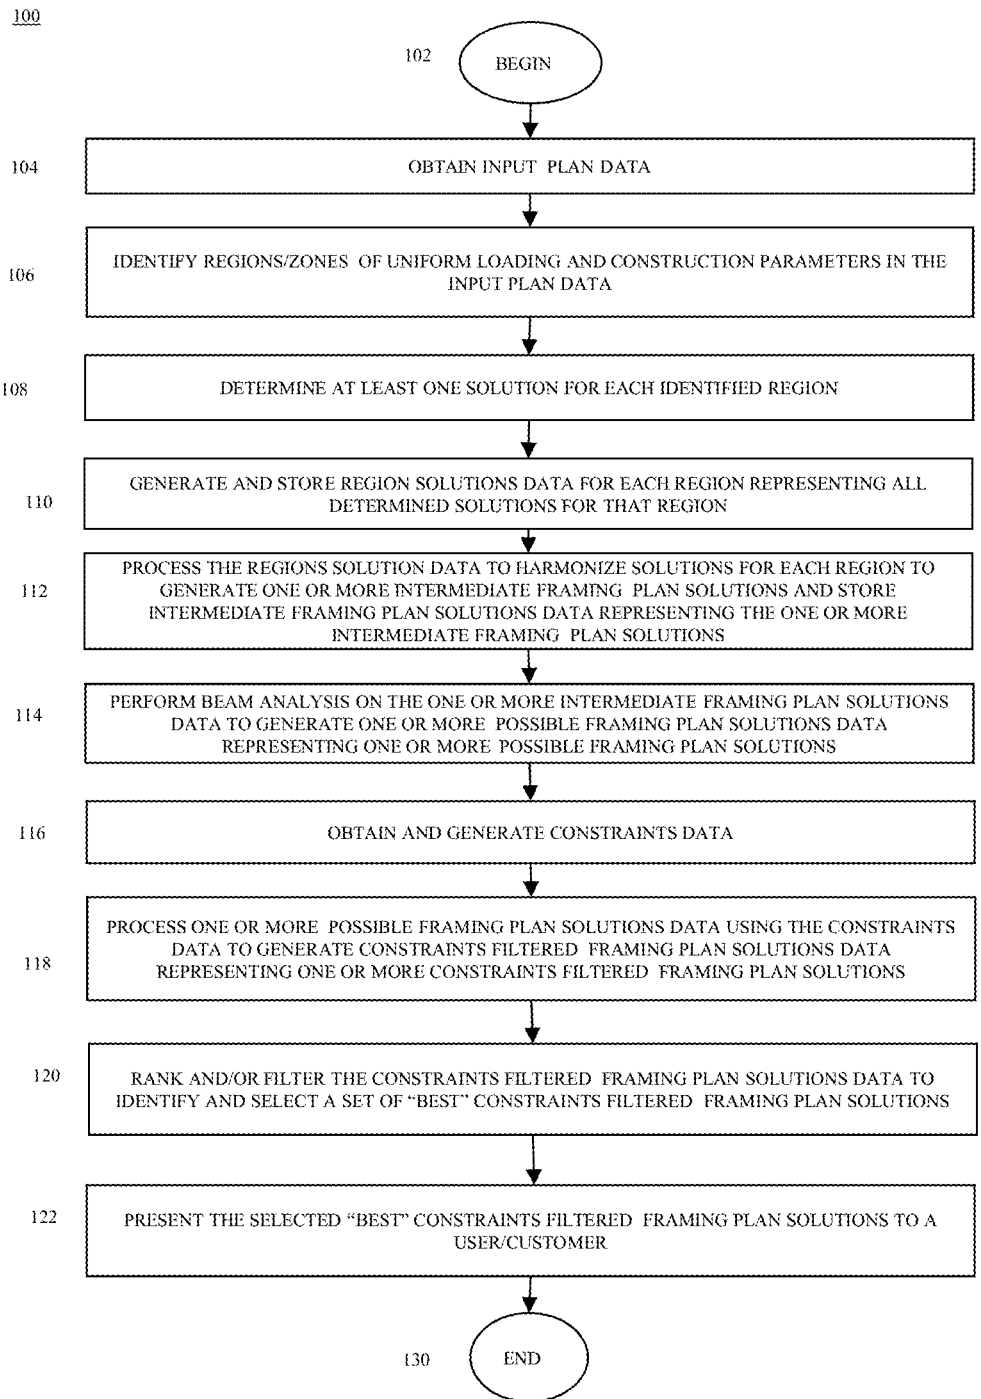 100
102
BEGIN
104
OBTAIN INPUT PLAN DATA
106
IDENTIFY REGIONS/ZONES OF UNIFORM LOADING AND CONSTRUCTION PARAMETERS IN THE
INPUT PLAN DATA
108
DETERMINE AT LEAST ONE SOLUTION FOR EACH IDENTIFIED REGION
110
GENERATE AND STORE REGION SOLUTIONS DATA FOR EACH REGION REPRESENTING ALL
DETERMINED SOLUTIONS FOR THAT REGION
112
PROCESS THE REGIONS SOLUTION DATA TO HARMONIZE SOLUTIONS FOR EACH REGION TO
GENERATE ONE OR MORE INTERMEDIATE FRAMING PLAN SOLUTIONS AND STORE
INTERMEDIATE FRAMING PLAN SOLUTIONS DATA REPRESENTING THE ONE OR MORE
INTERMEDIATE FRAMING PLAN SOLUTIONS
114
PERFORM BEAM ANALYSIS ON THE ONE OR MORE INTERMEDIATE FRAMING PLAN SOLUTIONS
DATA TO GENERATE ONE OR MORE POSSIBLE FRAMING PLAN SOLUTIONS DATA
REPRESENTING ONE OR MORE POSSIBLE FRAMING PLAN SOLUTIONS
116
OBTAIN AND GENERATE CONSTRAINTS DATA
118
PROCESS ONE OR MORE POSSIBLE FRAMING PLAN SOLUTIONS DATA USING THE CONSTRAINTS
DATA TO GENERATE CONSTRAINTS FILTERED FRAMING PLAN SOLUTIONS DATA
REPRESENTING ONE OR MORE CONSTRAINTS FILTERED FRAMING PLAN SOLUTIONS
120
RANK AND/OR FILTER THE CONSTRAINTS FILTERED FRAMING PLAN SOLUTIONS DATA TO
IDENTIFY AND SELECT A SET OF “BEST” CONSTRAINTS FILTERED FRAMING PLAN SOLUTIONS
122
PRESENT THE SELECTED “BEST” CONSTRAINTS FILTERED FRAMING PLAN SOLUTIONS TO A
USER/CUSTOMER
130
END